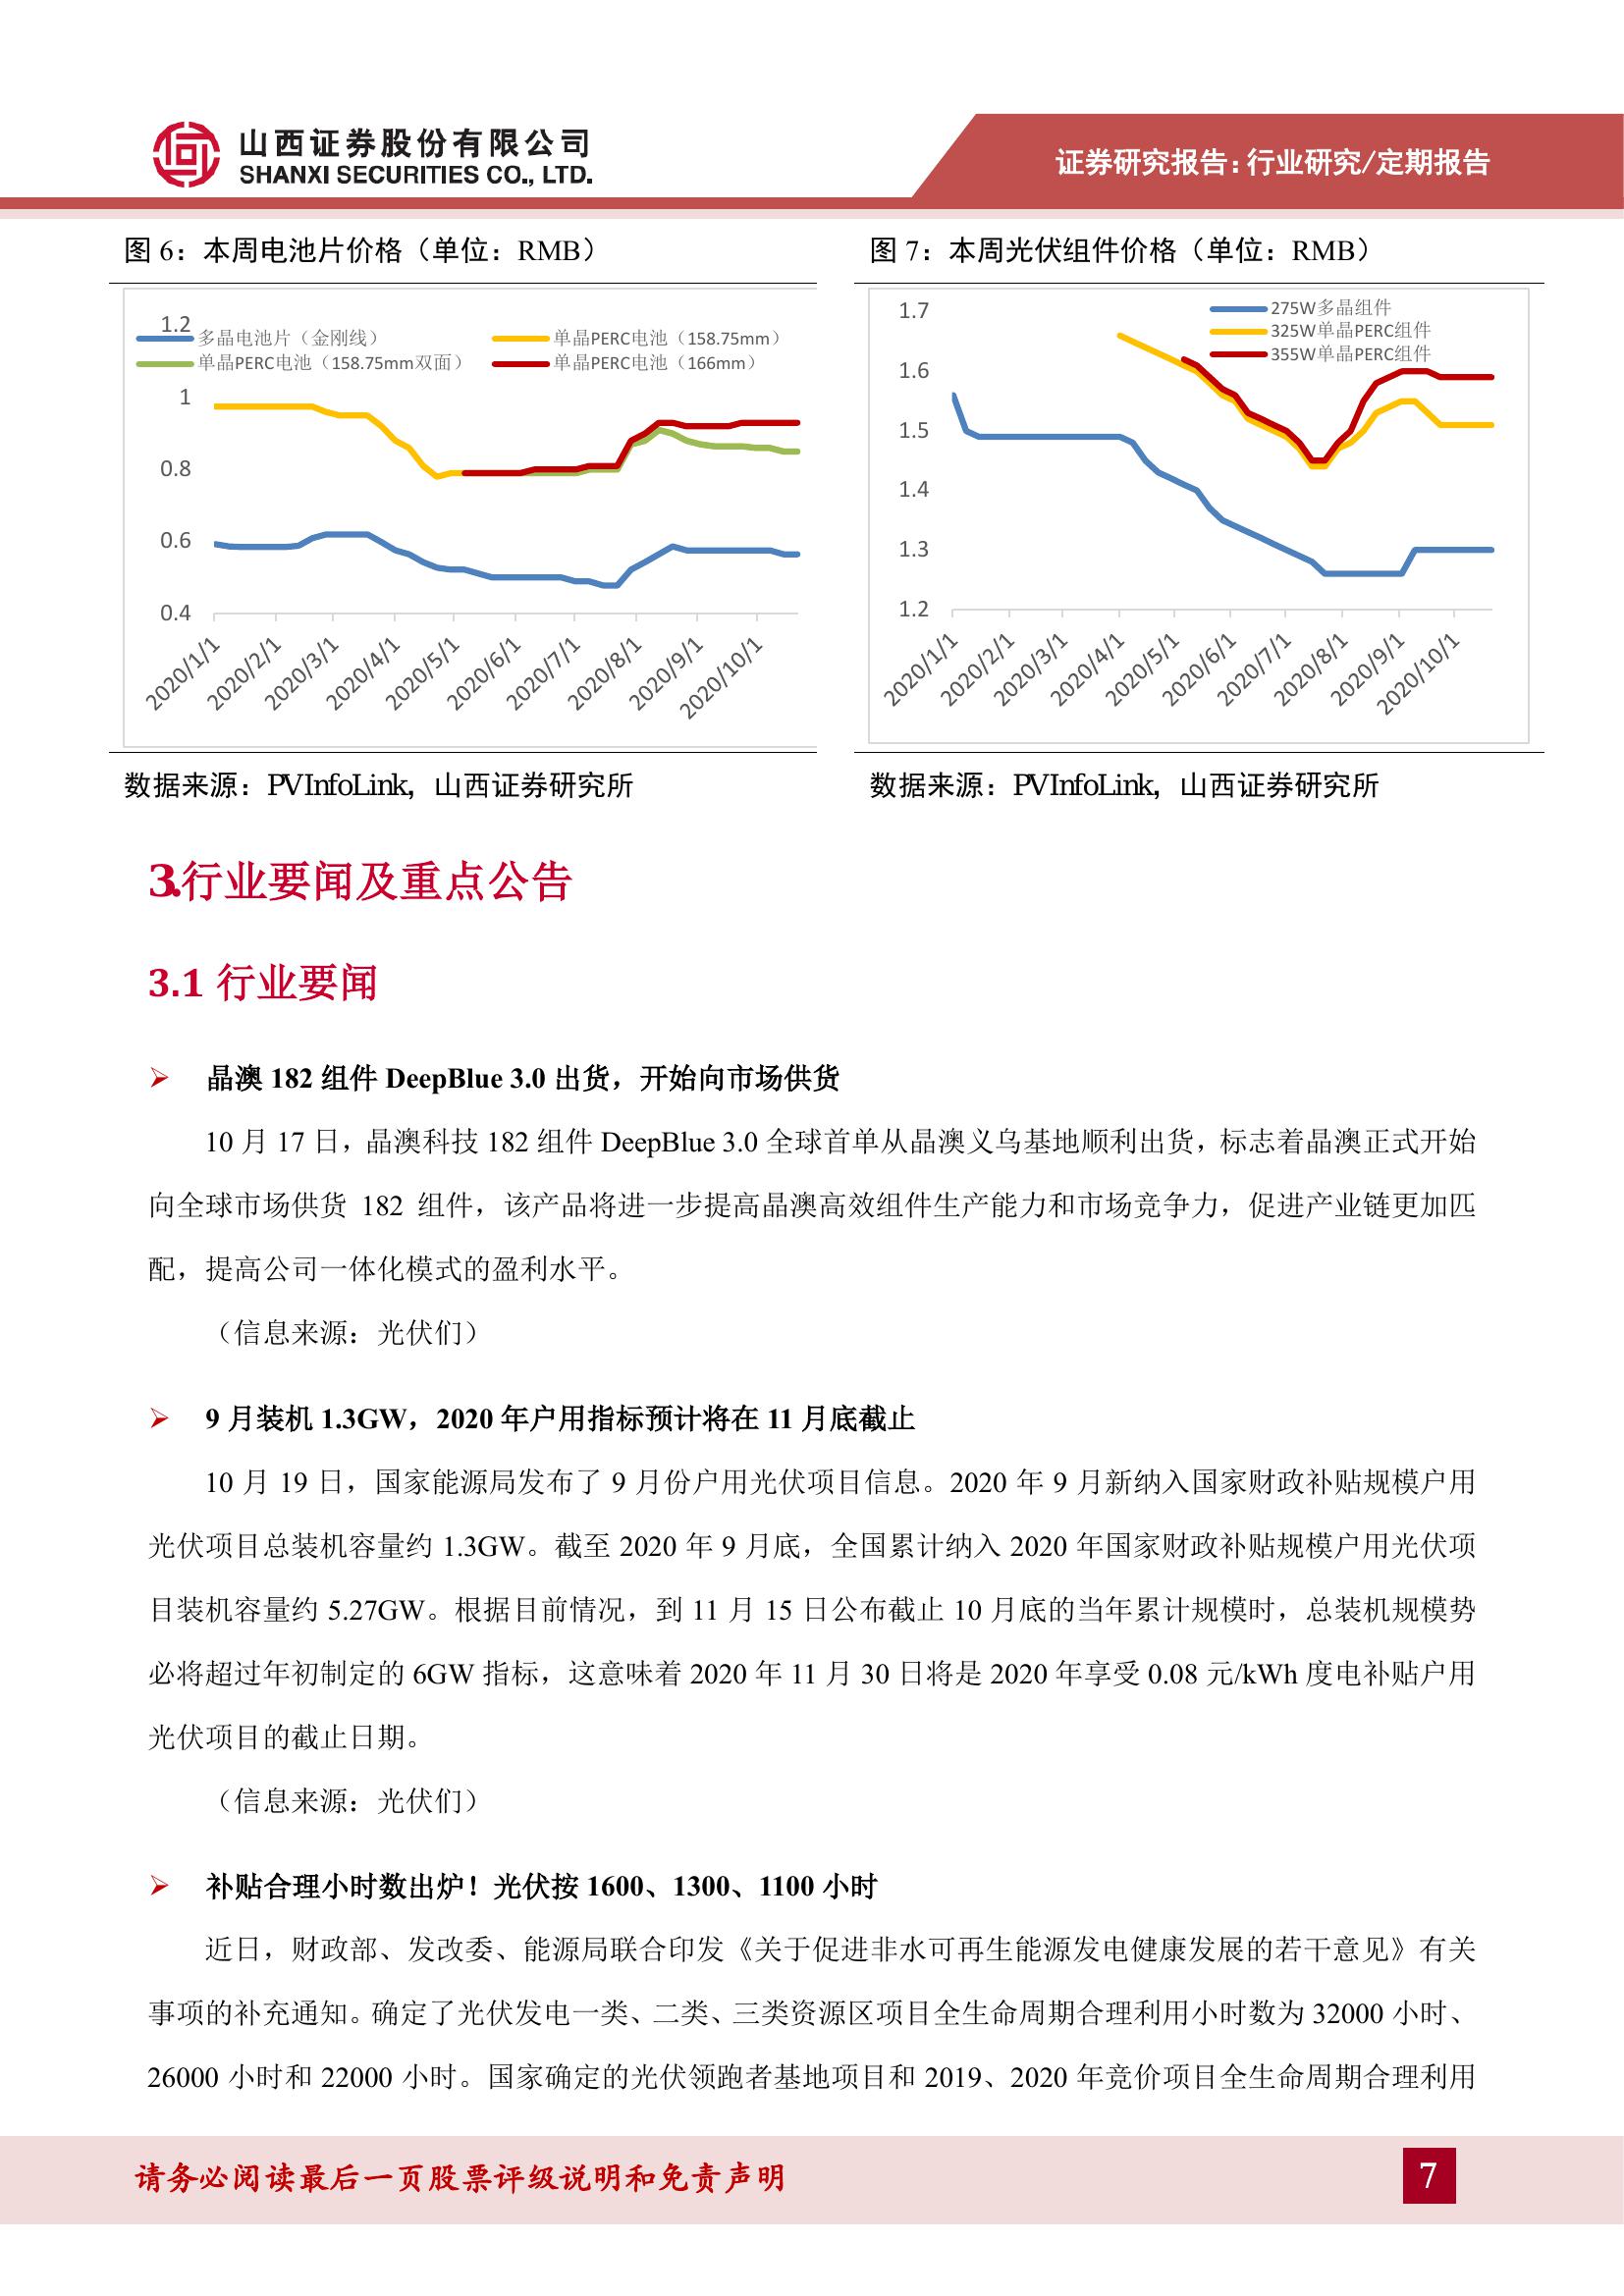 山西证券股份有限公司
SHANXI SECURITIES CO., LTD.
证券研究报告：行业研究/定期报告
图 6：本周电池片价格（单位：RMB）
1.2
多晶电池片（金刚线）
单晶PERC电池（158.75mm）
单晶PERC电池（158.75mm双面）
单晶PERC电池（166mm）
1
0.8
0.6
0.4
2020/1/1
2020/2/1
2020/3/1
2020/4/1
2020/5/1
2020/6/1
2020/7/1
2020/8/1
2020/9/1
2020/10/1
数据来源：PVInfoLink，山西证券研究所
图 7：本周光伏组件价格（单位：RMB）
275W多晶组件
325W单晶PERC组件
355W单晶PERC组件
1.7
1.6
1.5
1.4
1.3
1.2
2020/1/1
2020/2/1
2020/3/1
2020/4/1
2020/5/1
2020/6/1
2020/7/1
2020/8/1
2020/9/1
2020/10/1
数据来源：PVInfoLink，山西证券研究所
3.行业要闻及重点公告
3.1 行业要闻
➢ 晶澳 182 组件 DeepBlue 3.0 出货，开始向市场供货
10 月 17 日，晶澳科技 182 组件 DeepBlue 3.0 全球首单从晶澳义乌基地顺利出货，标志着晶澳正式开始
向全球市场供货 182 组件，该产品将进一步提高晶澳高效组件生产能力和市场竞争力，促进产业链更加匹
配，提高公司一体化模式的盈利水平。
（信息来源：光伏们）
➢ 9 月装机 1.3GW，2020 年户用指标预计将在 11 月底截止
10 月 19 日，国家能源局发布了 9 月份户用光伏项目信息。2020 年 9 月新纳入国家财政补贴规模户用
光伏项目总装机容量约 1.3GW。截至 2020 年 9 月底，全国累计纳入 2020 年国家财政补贴规模户用光伏项
目装机容量约 5.27GW。根据目前情况，到 11 月 15 日公布截止 10 月底的当年累计规模时，总装机规模势
必将超过年初制定的 6GW 指标，这意味着 2020 年 11 月 30 日将是 2020 年享受 0.08 元/kWh 度电补贴户用
光伏项目的截止日期。
（信息来源：光伏们）
➢ 补贴合理小时数出炉！光伏按 1600、1300、1100 小时
近日，财政部、发改委、能源局联合印发《关于促进非水可再生能源发电健康发展的若干意见》有关
事项的补充通知。确定了光伏发电一类、二类、三类资源区项目全生命周期合理利用小时数为 32000 小时、
26000 小时和 22000 小时。国家确定的光伏领跑者基地项目和 2019、2020 年竞价项目全生命周期合理利用
请务必阅读最后一页股票评级说明和免责声明
7